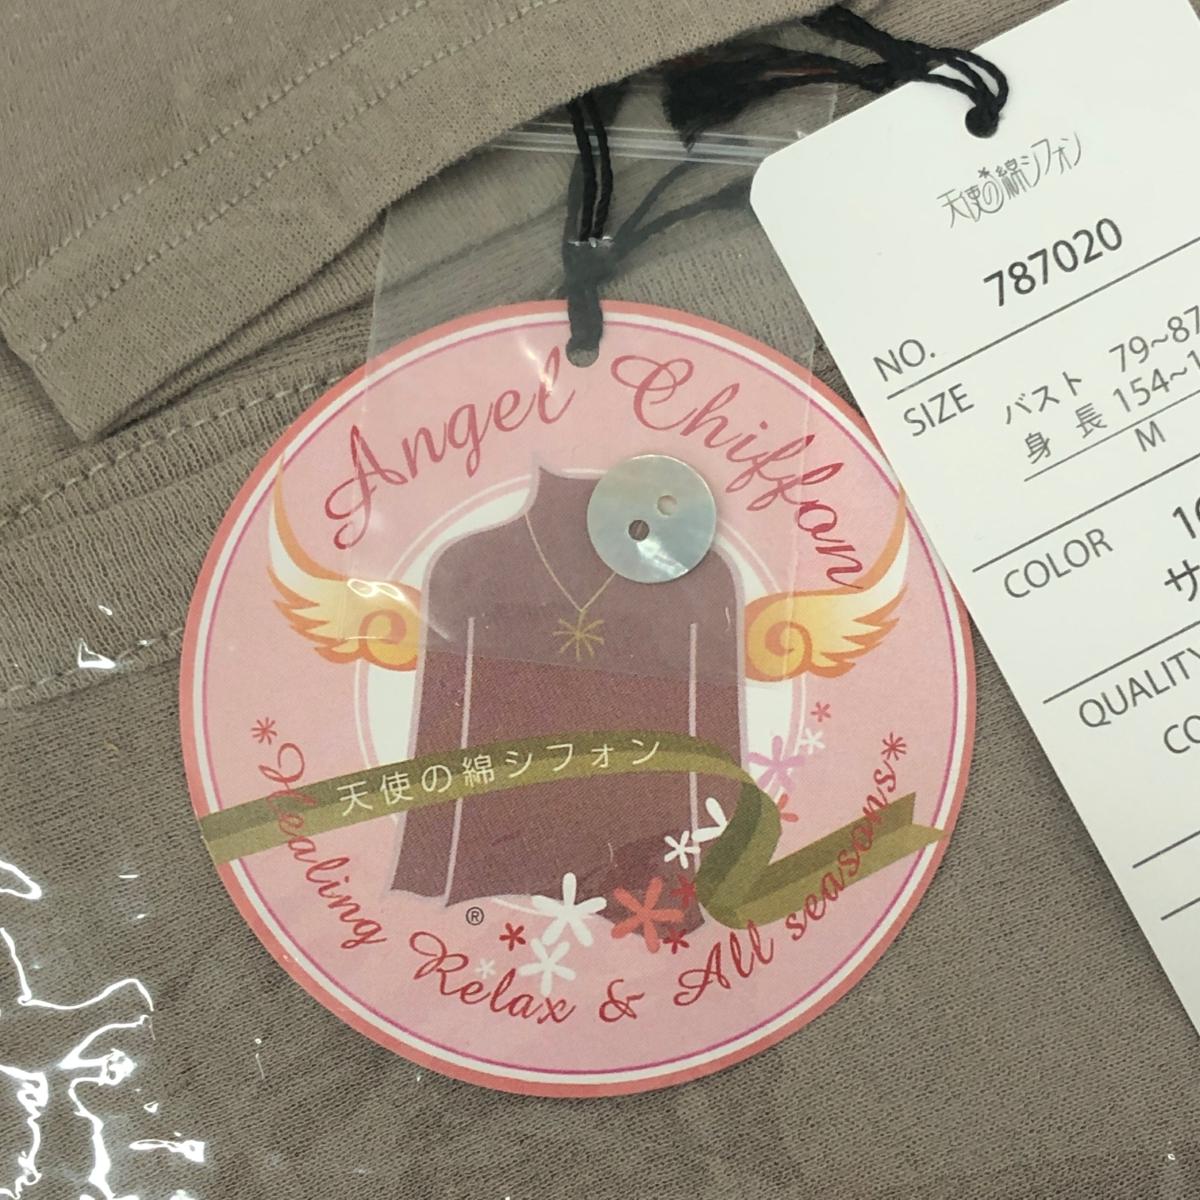 Angel Chiffon
天使の綿シフォン
*Healing Relax & All seasons*
®
天使の綿シフォン
NO. 787020
SIZE バスト 79~87
身長 154~1
M
COLOR
サ
QUALITY
CO